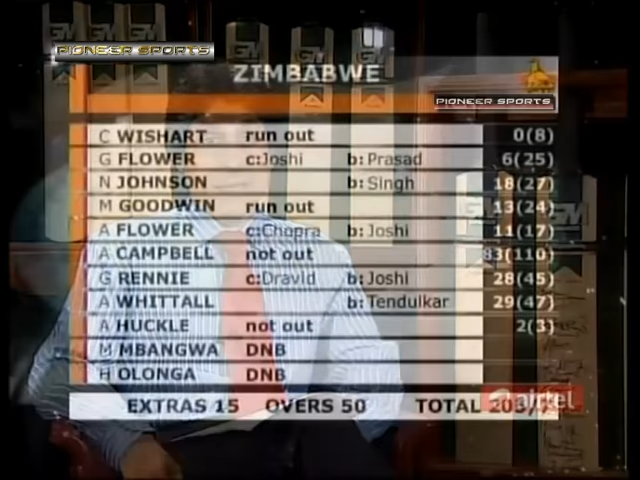 PIONEER SPORTS
ZIMBABWE
PIONEER SPORTS
C WISHART run out 0(8)
G FLOWER c:Joshi b:Prasad 6(25)
N JOHNSON b:Singh 18(27)
M GOODWIN run out 13(24)
A FLOWER c:Chopra b:Joshi 11(17)
A CAMPBELL not out 83(110)
G RENNIE c:Dravid b:Joshi 28(45)
A WHITTALL b:Tendulkar 29(47)
A HUCKLE not out 2(3)
M MBANGWA DNB
H OLONGA DNB
EXTRAS 15 OVERS 50 TOTAL
airtel